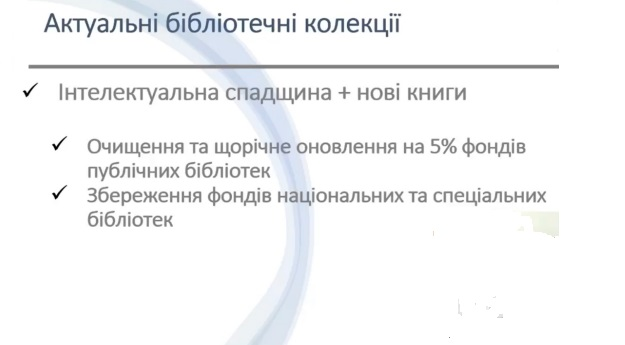 Актуальні бібліотечні колекції
✓ Інтелектуальна спадщина + нові книги
✓ Очищення та щорічне оновлення на 5% фондів
публічних бібліотек
✓ Збереження фондів національних та спеціальних
бібліотек